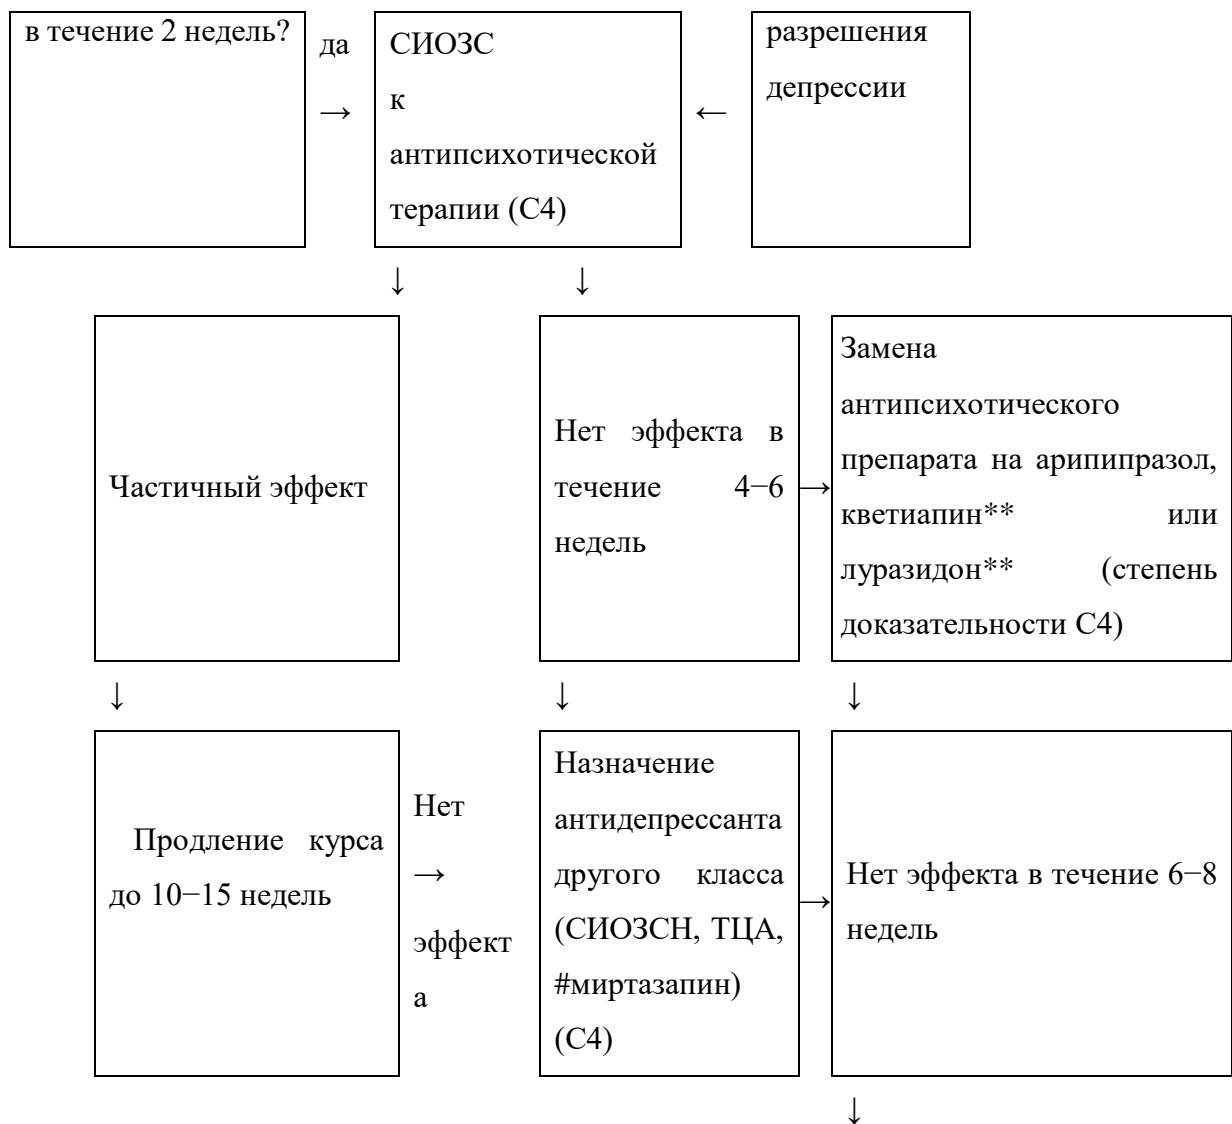 в течение 2 недель?
да
→
СИОЗС
к
антипсихотической
терапии (С4)
←
разрешения
депрессии
↓ ↓
Частичный эффект
Нет эффекта в
течение 4−6
недель
→
Замена
антипсихотического
препарата на арипипразол,
кветиапин** или
луразидон** (степень
доказательности С4)
↓ ↓ ↓
Продление курса
до 10−15 недель
Нет
→
эффект
а
Назначение
антидепрессанта
другого класса
(СИОЗСН, ТЦА,
#миртазапин)
(С4)
→
Нет эффекта в течение 6−8
недель
↓